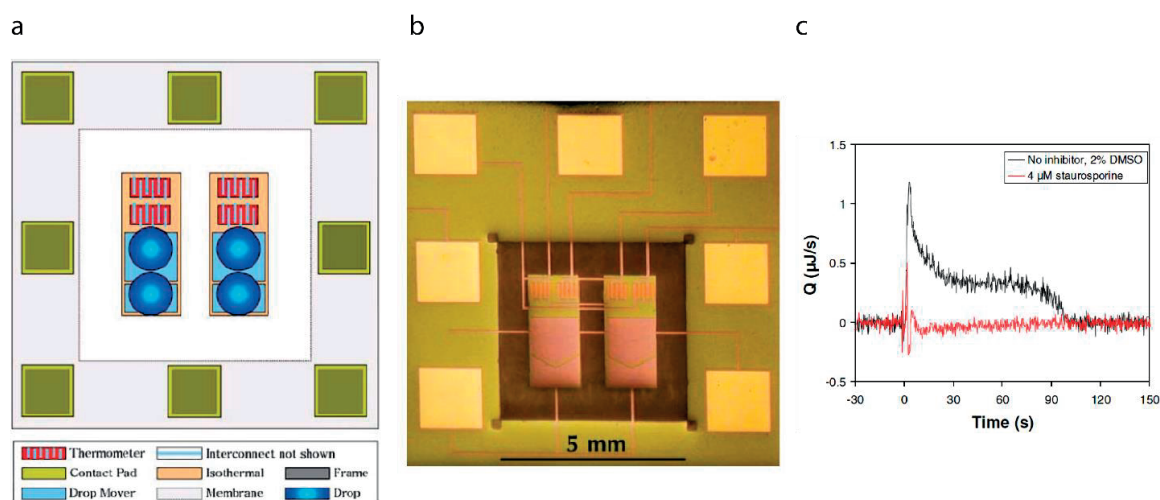 a
b
c
Thermometer
Interconnect not shown
Contact Pad
Isothermal
Frame
Drop Mover
Membrane
Drop
5 mm
1.5
1
0.5
0
-0.5
Q (µJ/s)
No inhibitor, 2% DMSO
4 µM staurosporine
-30 0 30 60 90 120 150
Time (s)